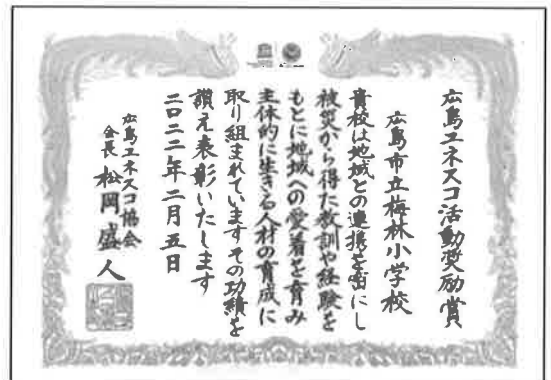 広島ユネスコ活動奨励賞
広島市立梅林小学校
貴校は地域との連携を密にし
被災から得た教訓や経験を
もとに地域への愛着を育み
主体的に生きる人材の育成に
取り組まれていますその功績を
讃え表彰いたします
二〇二二年二月五日
広島ユネスコ協会
会長 松岡盛人